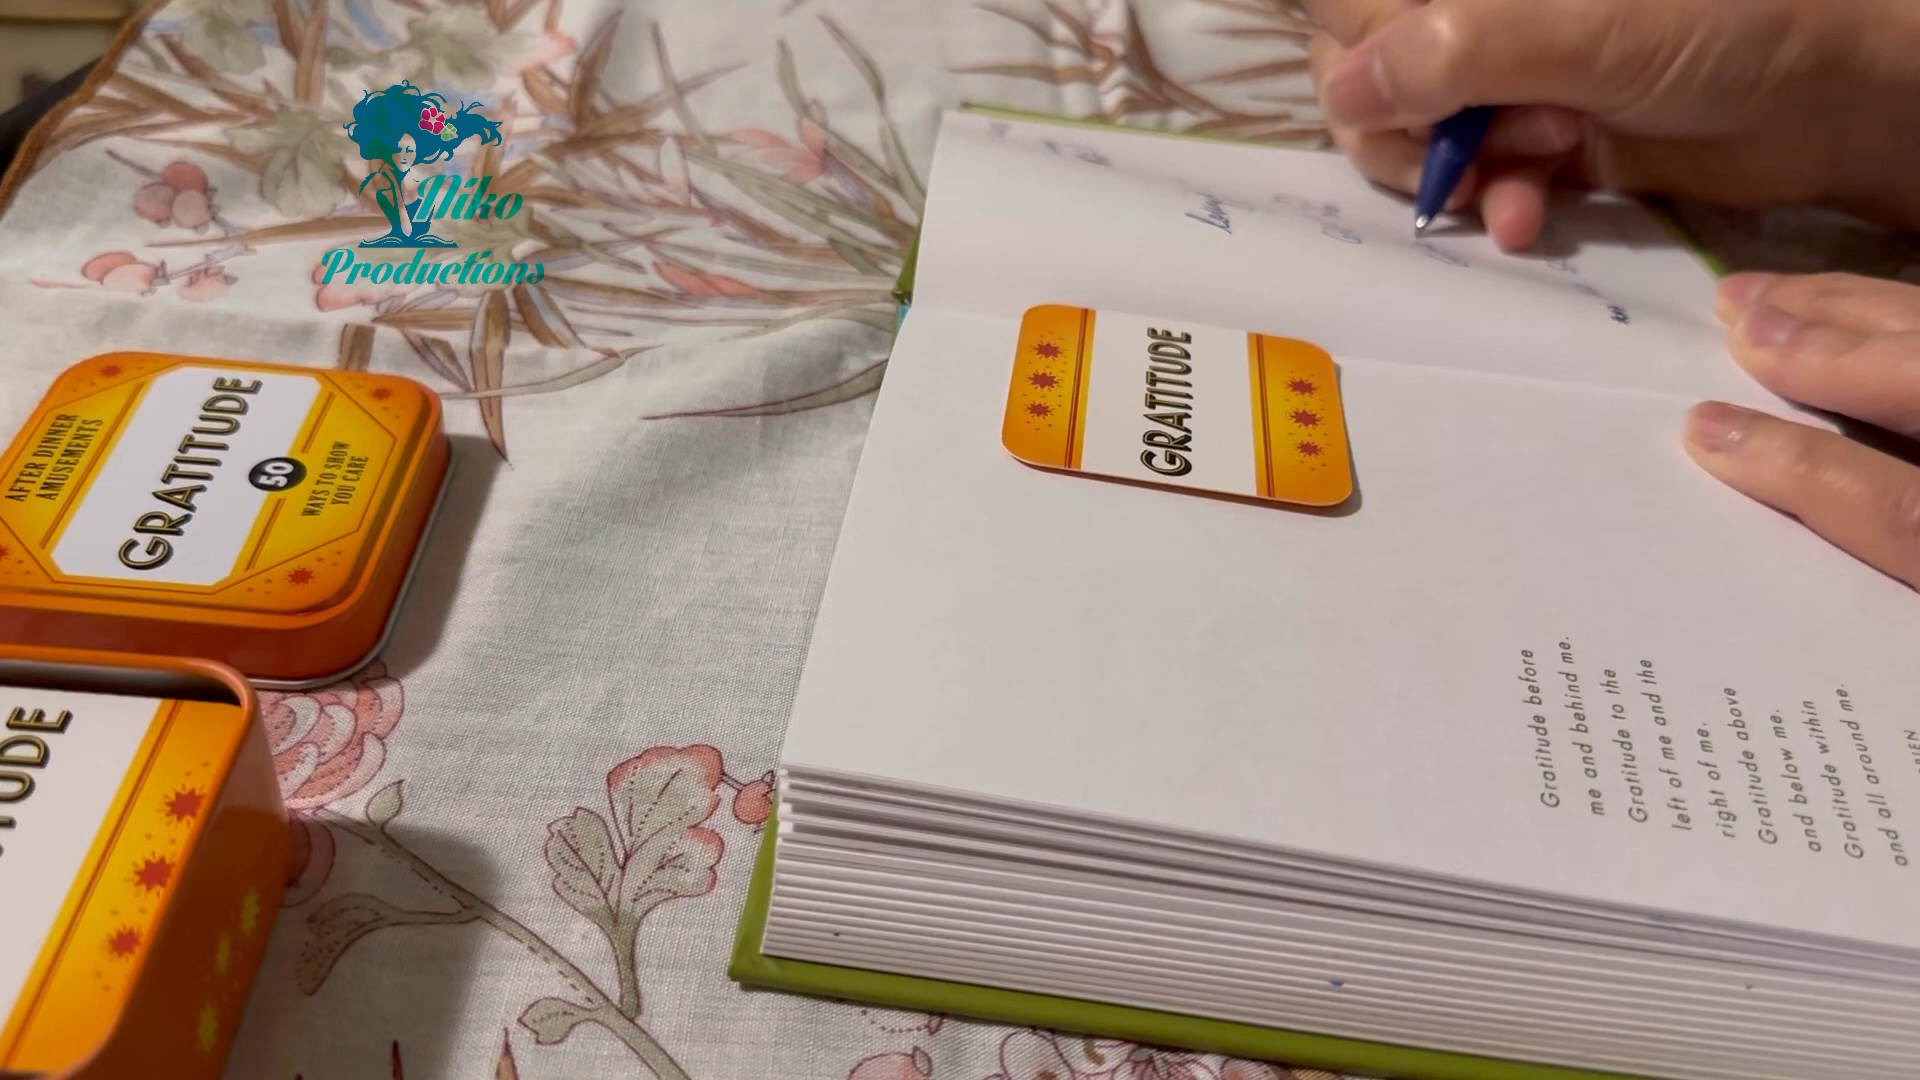 Niko
Productions
AFTER DINNER
AMUSEMENTS
GRATITUDE
50
WAYS TO SHOW
YOU CARE
GRATITUDE
Gratitude before
me and behind me.
Gratitude to the
left of me and the
right of me.
Gratitude above
and below me.
Gratitude within
and all around me.